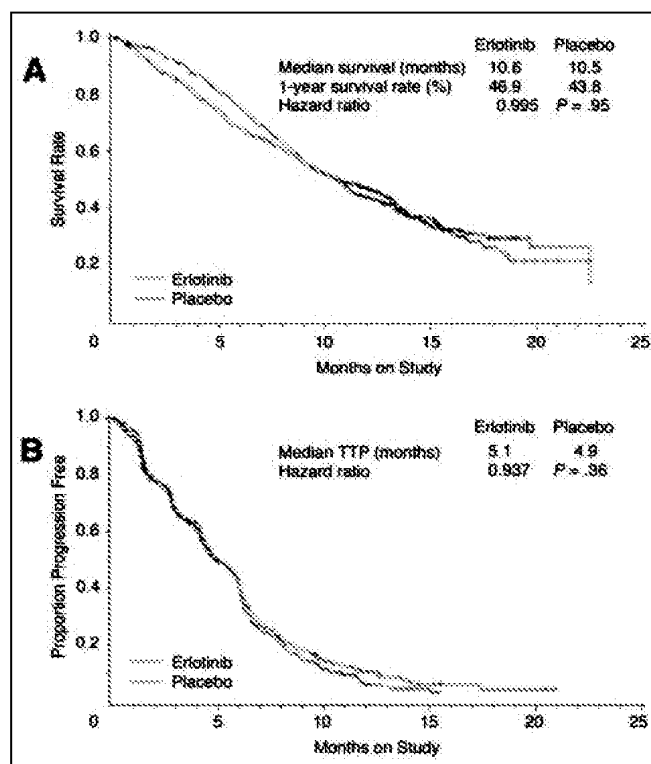 A
Erlotinib Placebo
Median survival (months) 10.6 10.5
1-year survival rate (%) 46.9 43.8
Hazard ratio 0.995 P = .95
Survival Rate
1.0
0.8
0.6
0.4
0.2
Erlotinib
Placebo
0 5 10 15 20 25
Months on Study
B
Erlotinib Placebo
Median TTP (months) 5.1 4.9
Hazard ratio 0.937 P = .36
Proportion Progression Free
1.0
0.8
0.6
0.4
0.2
Erlotinib
Placebo
0 5 10 15 20 25
Months on Study